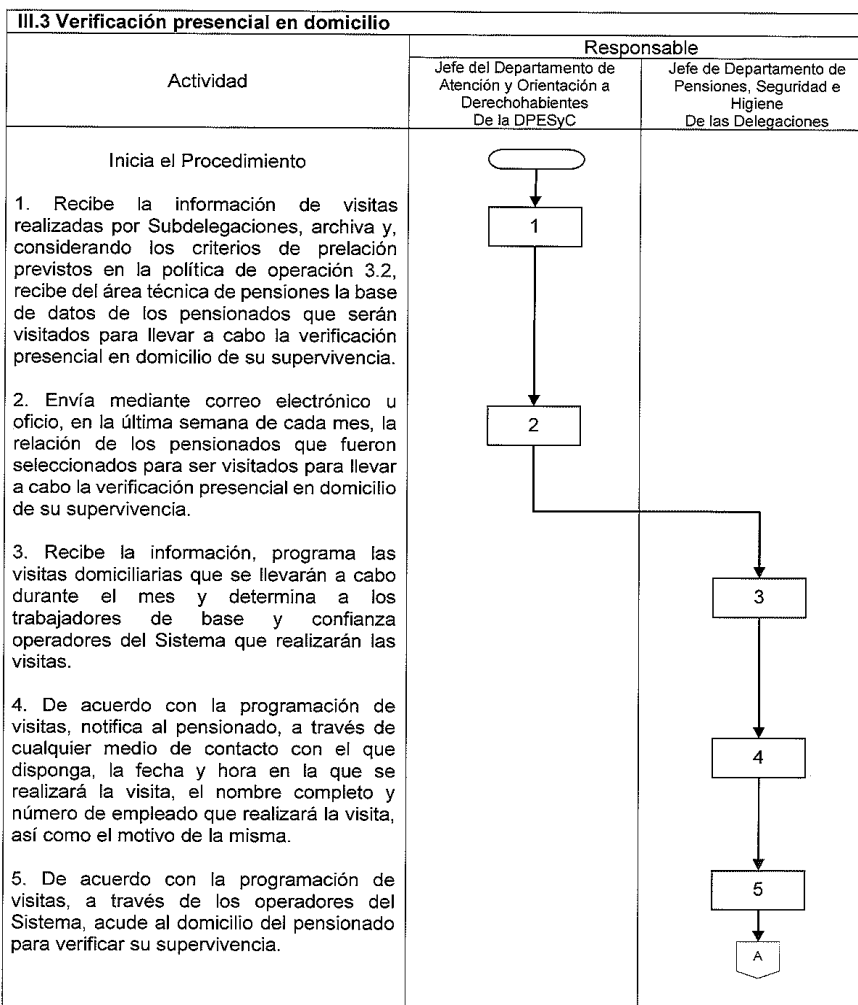 III.3 Verificación presencial en domicilio
Actividad
Responsable
Jefe del Departamento de
Atención y Orientación a
Derechohabientes
De la DPESyC
Jefe de Departamento de
Pensiones, Seguridad e
Higiene
De las Delegaciones
Inicia el Procedimiento
1. Recibe la información de visitas
realizadas por Subdelegaciones, archiva y,
considerando los criterios de prelación
previstos en la política de operación 3.2,
recibe del área técnica de pensiones la base
de datos de los pensionados que serán
visitados para llevar a cabo la verificación
presencial en domicilio de su supervivencia.
1
2. Envía mediante correo electrónico u
oficio, en la última semana de cada mes, la
relación de los pensionados que fueron
seleccionados para ser visitados para llevar
a cabo la verificación presencial en domicilio
de su supervivencia.
2
3. Recibe la información, programa las
visitas domiciliarias que se llevarán a cabo
durante el mes y determina a los
trabajadores de base y confianza
operadores del Sistema que realizarán las
visitas.
3
4. De acuerdo con la programación de
visitas, notifica al pensionado, a través de
cualquier medio de contacto con el que
disponga, la fecha y hora en la que se
realizará la visita, el nombre completo y
número de empleado que realizará la visita,
así como el motivo de la misma.
4
5. De acuerdo con la programación de
visitas, a través de los operadores del
Sistema, acude al domicilio del pensionado
para verificar su supervivencia.
5
A